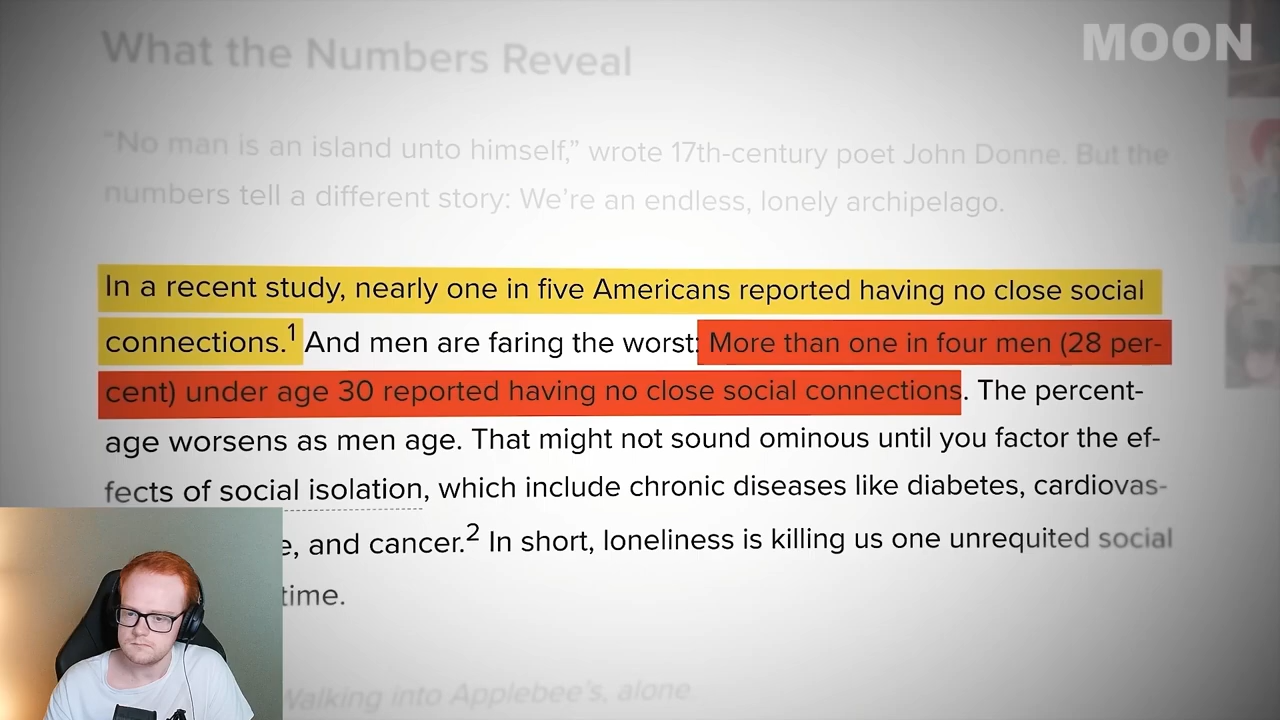 MOON
What the Numbers Reveal
“No man is an island unto himself,” wrote 17th-century poet John Donne. But the
numbers tell a different story: We’re an endless, lonely archipelago.
In a recent study, nearly one in five Americans reported having no close social
connections.1 And men are faring the worst: More than one in four men (28 per-
cent) under age 30 reported having no close social connections. The percent-
age worsens as men age. That might not sound ominous until you factor the ef-
fects of social isolation, which include chronic diseases like diabetes, cardiovas-
e, and cancer.2 In short, loneliness is killing us one unrequited social
time.
Walking into Applebee’s, alone